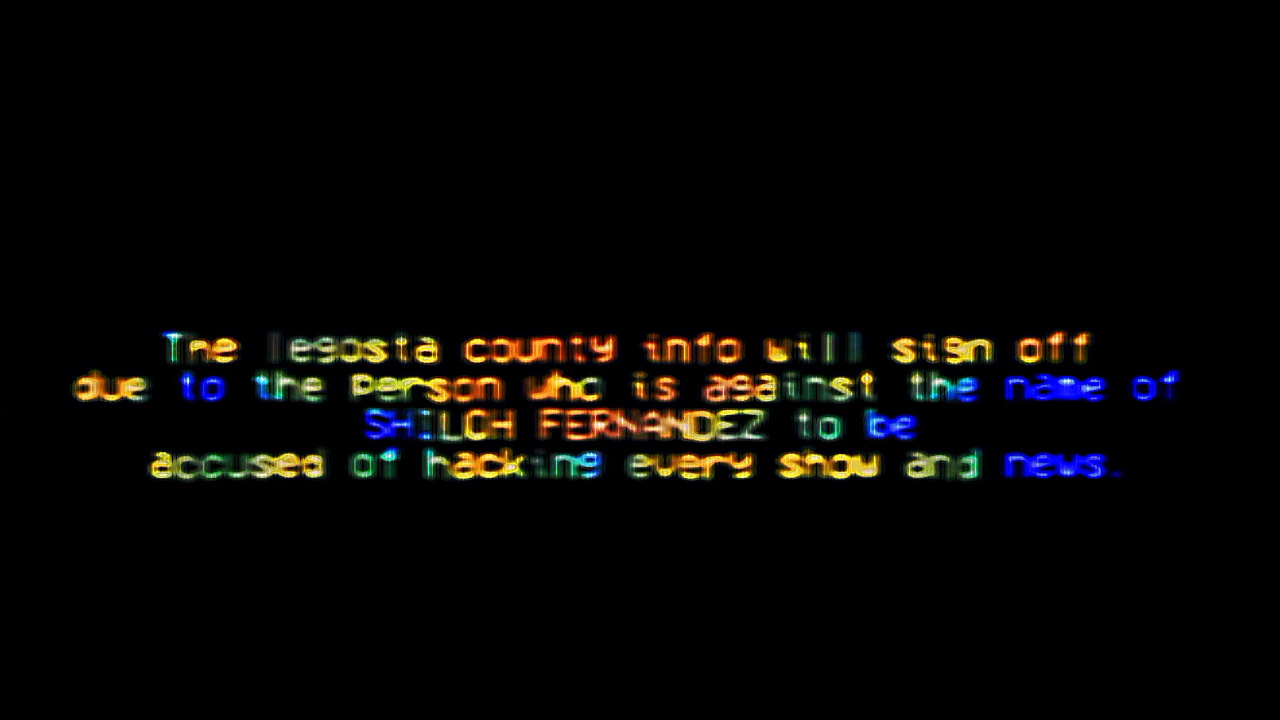 The legosia county info will sign off
due to the person who is against the name of
SHILOH FERNANDEZ to be
accused of hacking every show and news.